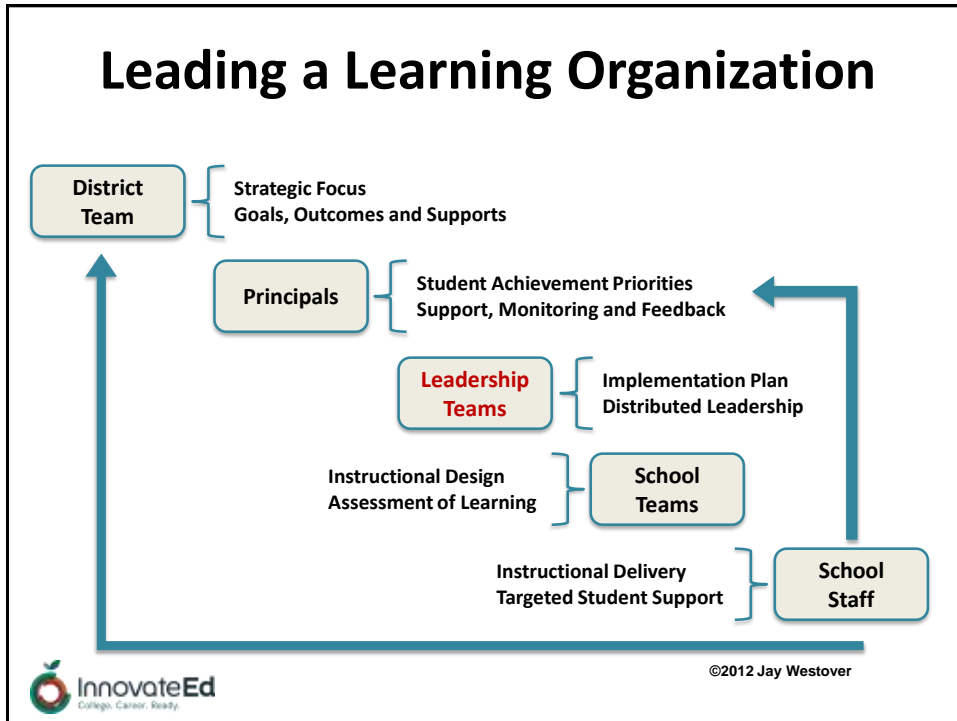 Leading a Learning Organization
District
Team
Strategic Focus
Goals, Outcomes and Supports
Principals
Student Achievement Priorities
Support, Monitoring and Feedback
Leadership
Teams
Implementation Plan
Distributed Leadership
Instructional Design
Assessment of Learning
School
Teams
Instructional Delivery
Targeted Student Support
School
Staff
©2012 Jay Westover
InnovateEd
College. Career. Ready.